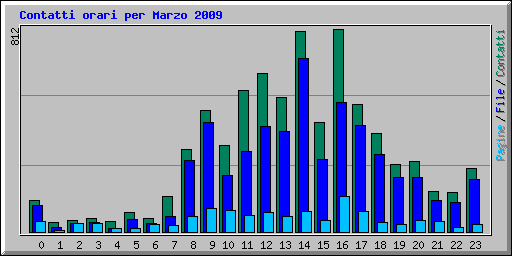 Contatti orari per Marzo 2009
812
Pagine / File / Contatti
0 1 2 3 4 5 6 7 8 9 10 11 12 13 14 15 16 17 18 19 20 21 22 23